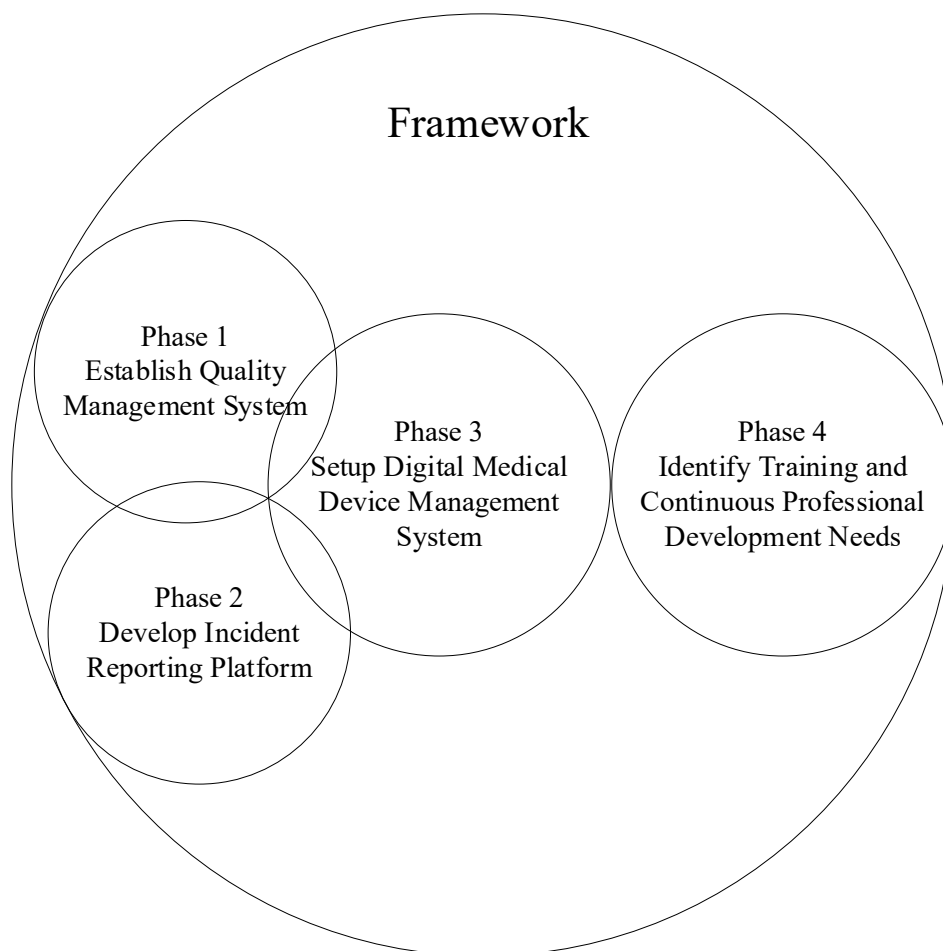 Framework
Phase 1
Establish Quality
Management System
Phase 3
Setup Digital Medical
Device Management
System
Phase 4
Identify Training and
Continuous Professional
Development Needs
Phase 2
Develop Incident
Reporting Platform